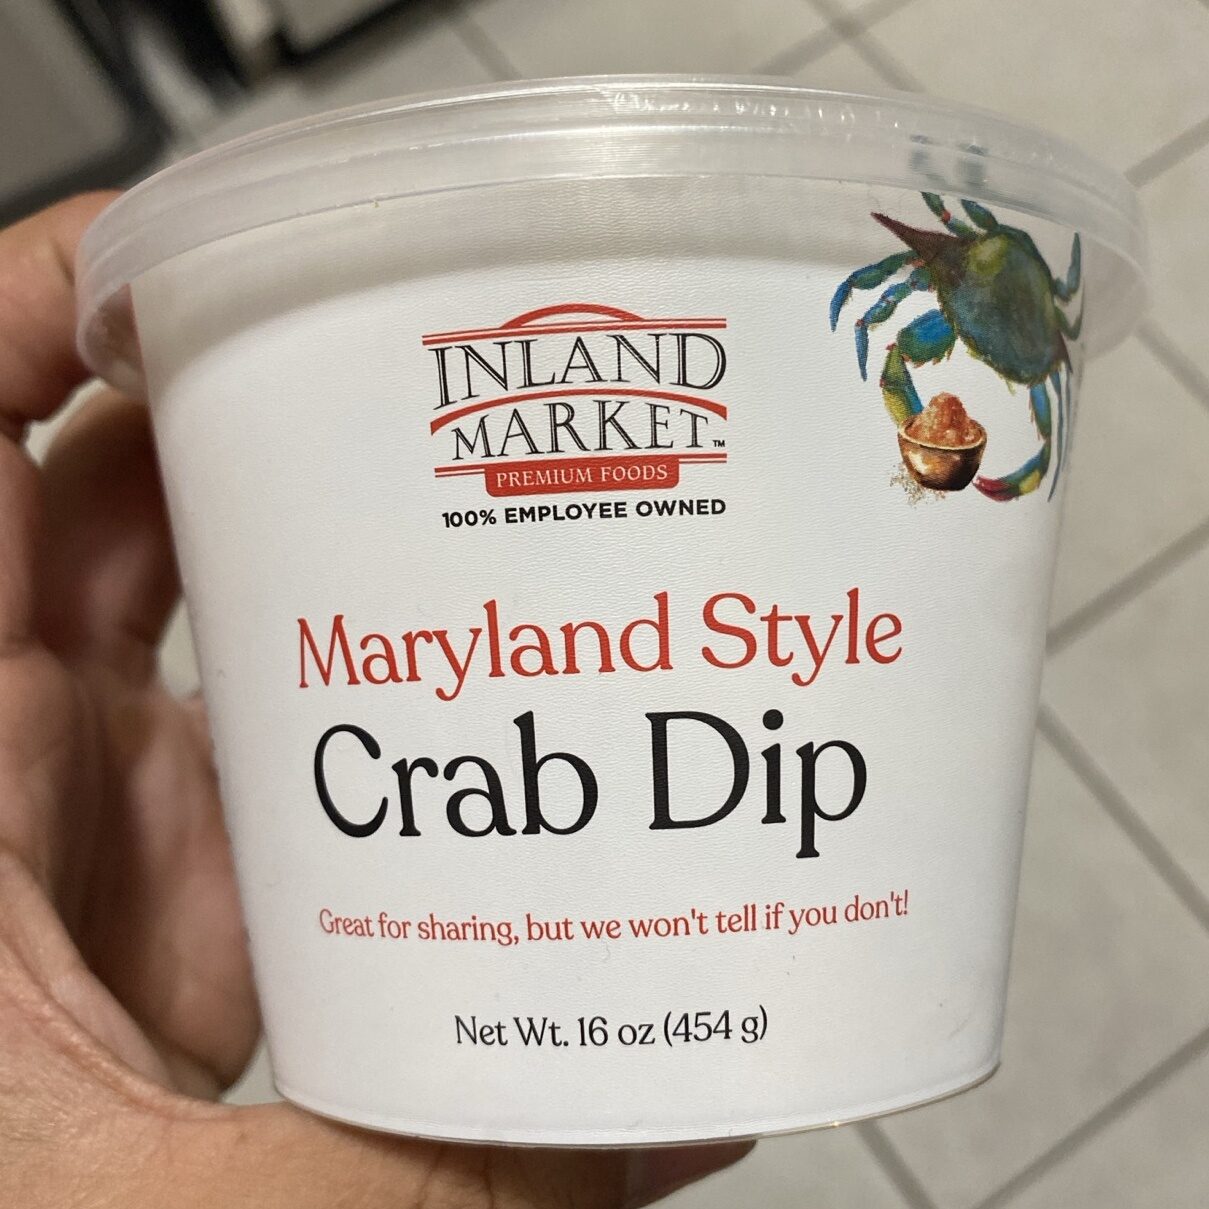 INLAND
MARKET™
PREMIUM FOODS
100% EMPLOYEE OWNED
Maryland Style
Crab Dip
Great for sharing, but we won't tell if you don't!
Net Wt. 16 oz (454 g)